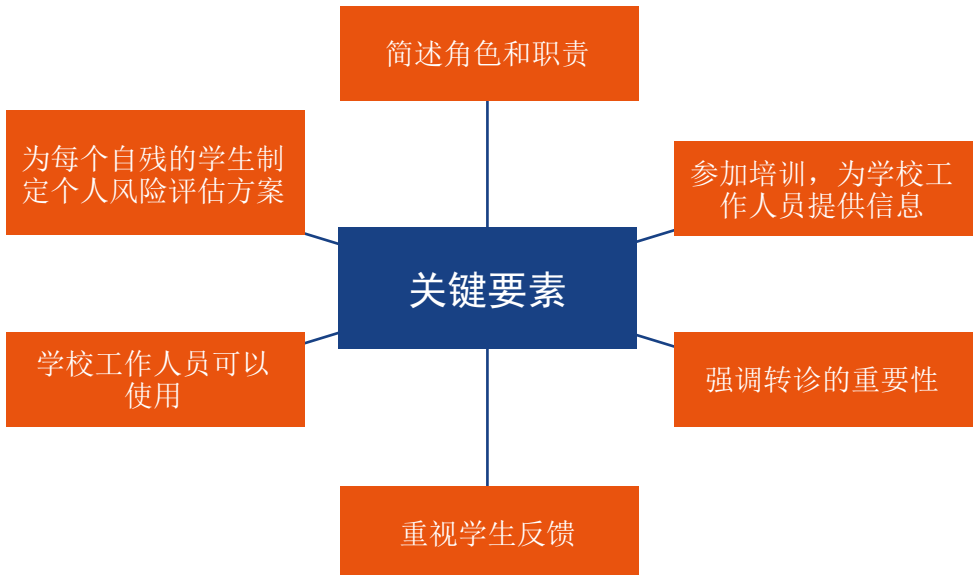 简述角色和职责
为每个自残的学生制
定个人风险评估方案
参加培训，为学校工
作人员提供信息
关键要素
学校工作人员可以
使用
强调转诊的重要性
重视学生反馈